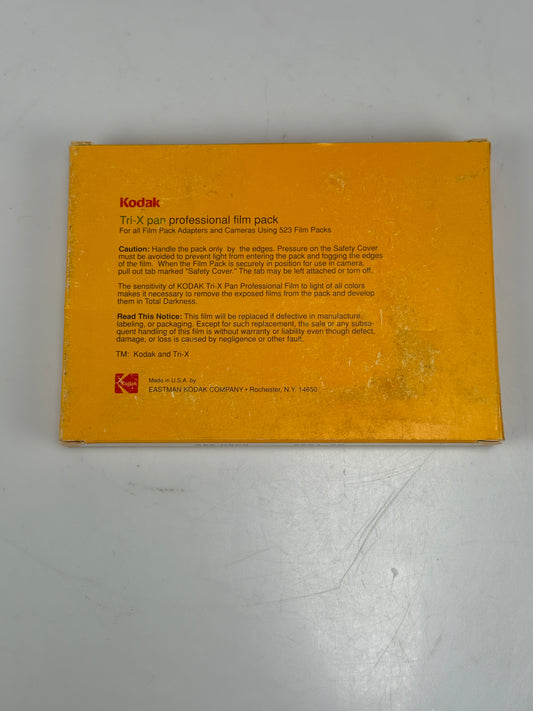 Kodak
Tri-X pan professional film pack
For all Film Pack Adapters and Cameras Using 523 Film Packs
Caution: Handle the pack only by the edges. Pressure on the Safety Cover
must be avoided to prevent light from entering the pack and fogging the edges
of the film. When the Film Pack is securely in position for use in camera,
pull out tab marked "Safety Cover." The tab may be left attached or torn off.
The sensitivity of KODAK Tri-X Pan Professional Film to light of all colors
makes it necessary to remove the exposed films from the pack and develop
them in Total Darkness.
Read This Notice: This film will be replaced if defective in manufacture,
labeling, or packaging. Except for such replacement, the sale or any subse-
quent handling of this film is without warranty or liability even though defect,
damage, or loss is caused by negligence or other fault.
TM: Kodak and Tri-X
Kodak
Made in U.S.A. by
EASTMAN KODAK COMPANY • Rochester, N.Y. 14650